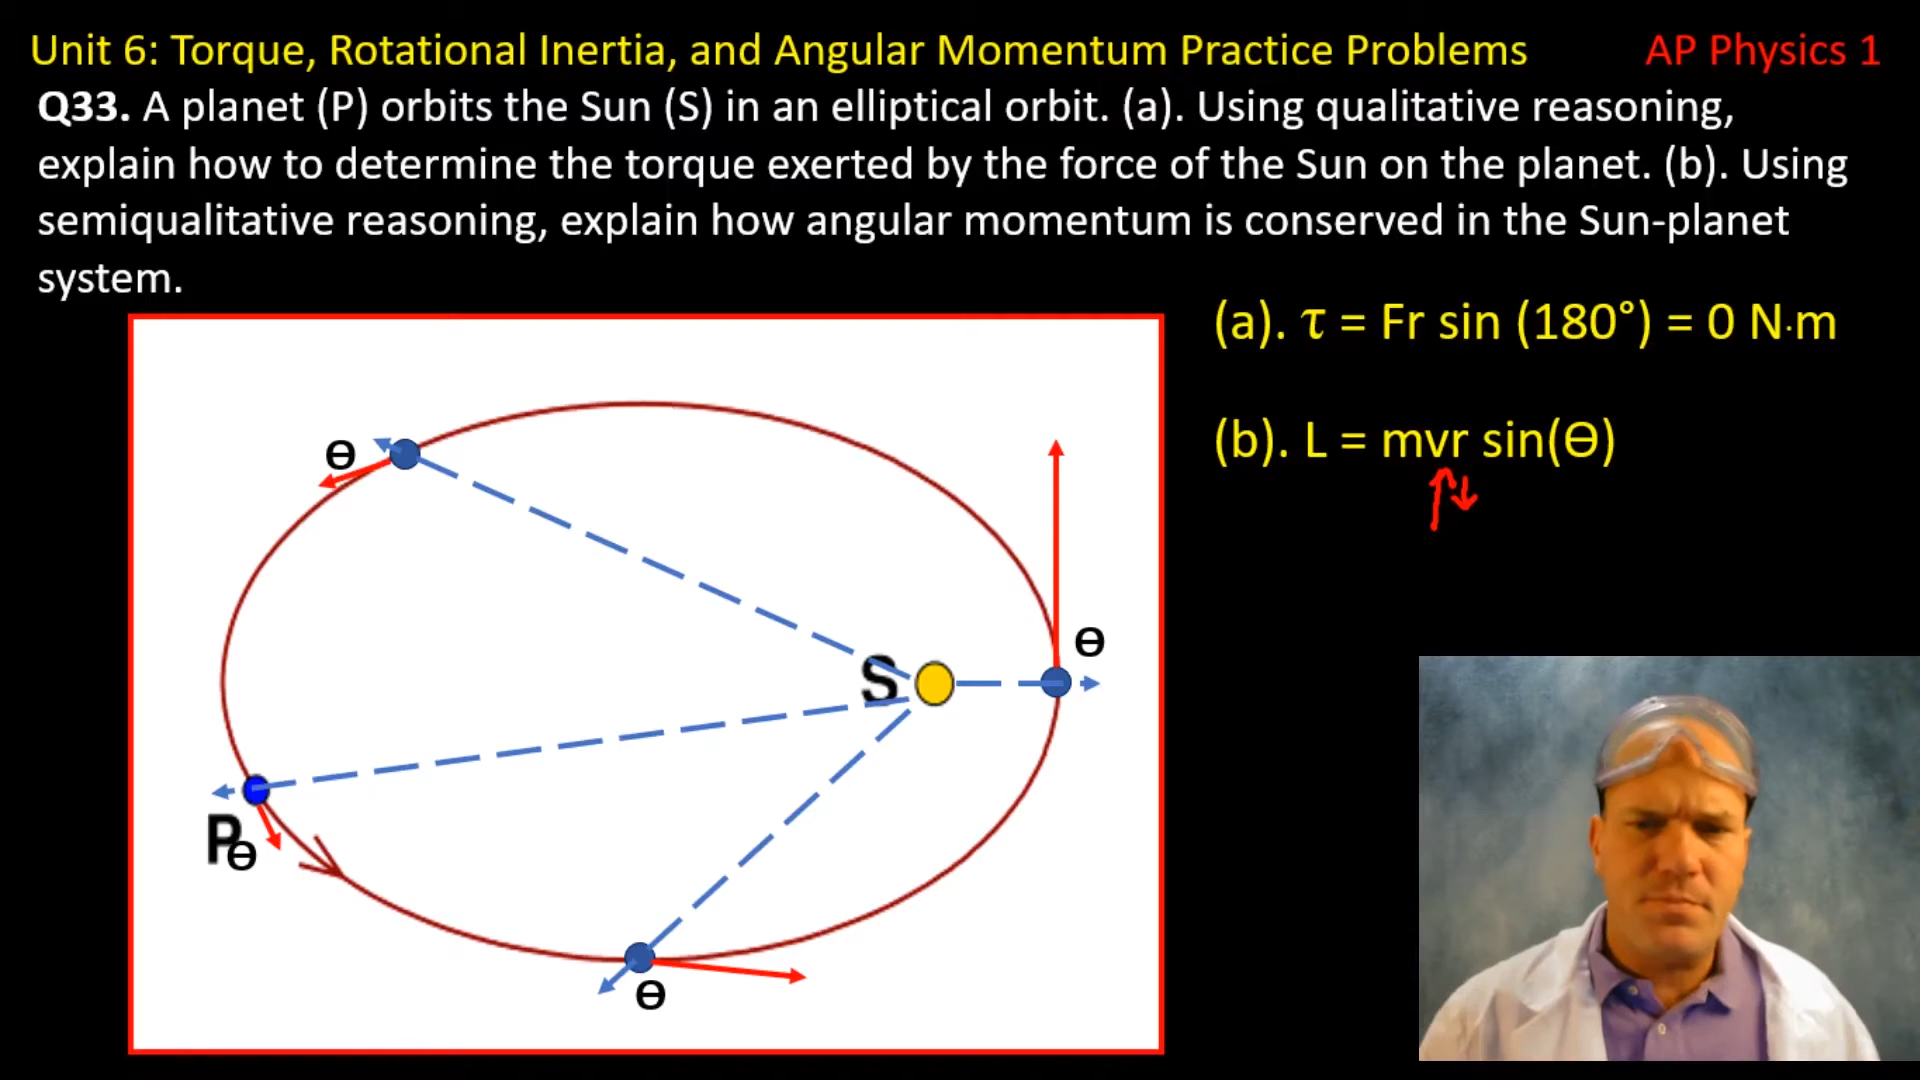 Unit 6: Torque, Rotational Inertia, and Angular Momentum Practice Problems AP Physics 1
Q33. A planet (P) orbits the Sun (S) in an elliptical orbit. (a). Using qualitative reasoning,
explain how to determine the torque exerted by the force of the Sun on the planet. (b). Using
semiqualitative reasoning, explain how angular momentum is conserved in the Sun-planet
system.
(a). τ = Fr sin (180°) = 0 N·m
(b). L = mvr sin(Ɵ)
Ɵ
Ɵ
S
P
Ɵ
Ɵ